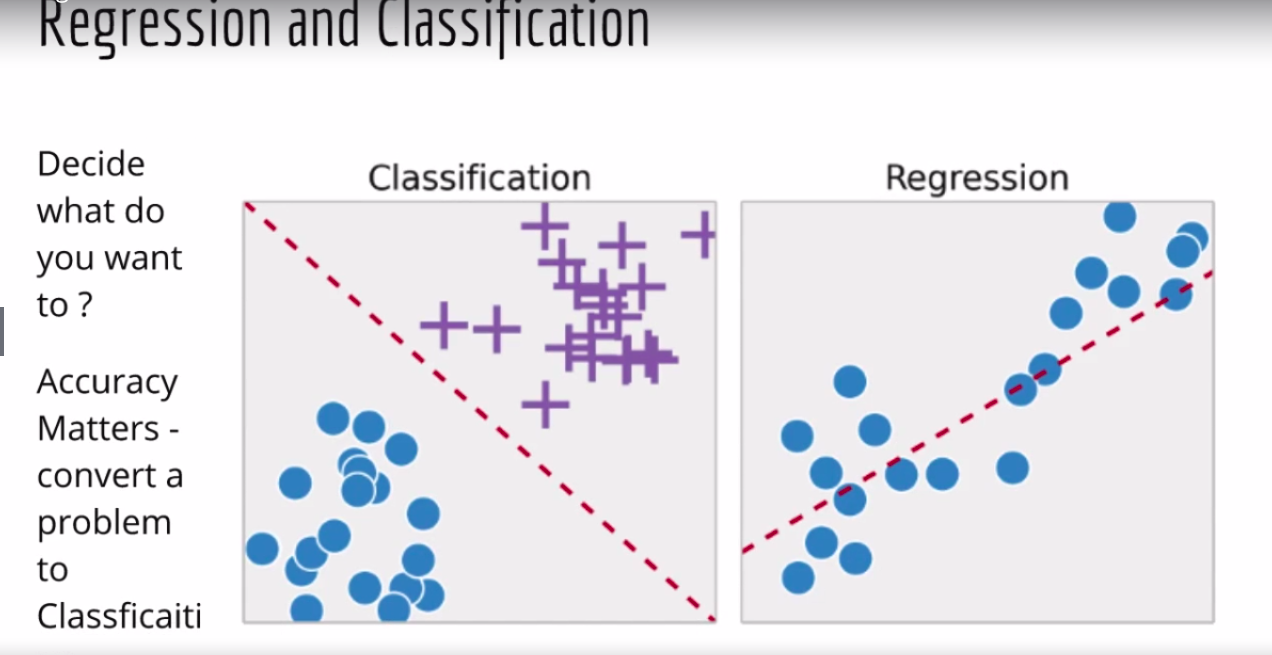 Regression and Classification
Decide
what do
you want
to ?
Accuracy
Matters -
convert a
problem
to
Classficaiti
Classification
Regression